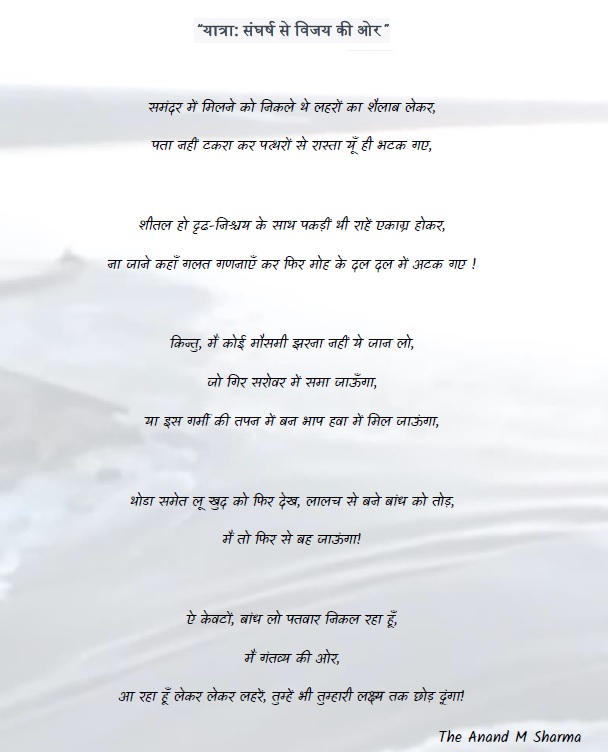 “यात्रा: संघर्ष से विजय की ओर”
समंदर में मिलने को निकले थे लहरों का शैलाब लेकर,
पता नहीं टकरा कर पत्थरों से रास्ता यूँ ही भटक गए,
शीतल हो दृढ-निश्चय के साथ पकड़ीं थी राहें एकाग्र होकर,
ना जाने कहाँ गलत गणनाएँ कर फिर मोह के दल दल में अटक गए !
किन्तु, मैं कोई मौसमी झरना नहीं ये जान लो,
जो गिर सरोवर में समा जाऊँगा,
या इस गर्मी की तपन में बन भाप हवा में मिल जाऊंगा,
थोडा समेत लू खुद को फिर देख, लालच से बने बांध को तोड़,
मैं तो फिर से बह जाऊंगा!
ऐ केवटों, बांध लो पतवार निकल रहा हूँ,
मैं गंतव्य की ओर,
आ रहा हूँ लेकर लेकर लहरें, तुम्हें भी तुम्हारी लक्ष्य तक छोड़ दूंगा!
The Anand M Sharma